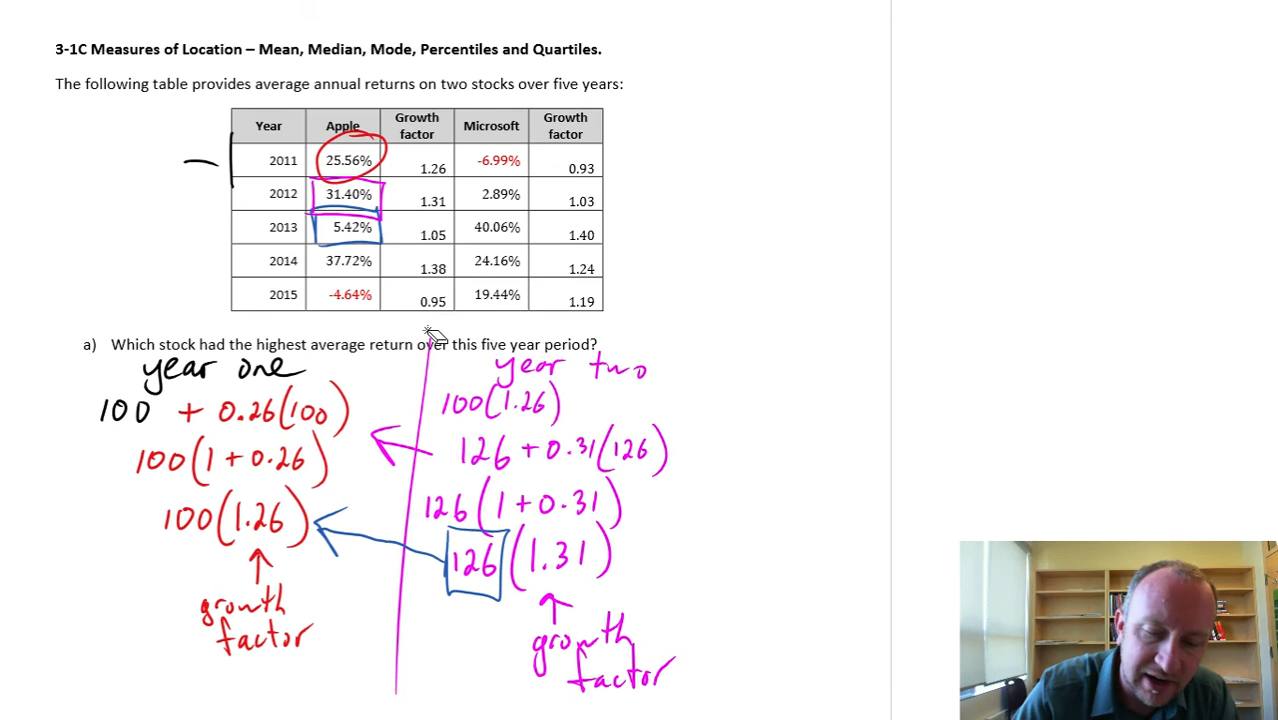 3-1C Measures of Location – Mean, Median, Mode, Percentiles and Quartiles.
The following table provides average annual returns on two stocks over five years:
Year Apple Growth factor Microsoft Growth factor
2011 25.56% 1.26 -6.99% 0.93
2012 31.40% 1.31 2.89% 1.03
2013 5.42% 1.05 40.06% 1.40
2014 37.72% 1.38 24.16% 1.24
2015 -4.64% 0.95 19.44% 1.19
a) Which stock had the highest average return over this five year period?
year one
100 + 0.26(100)
100(1+0.26)
100(1.26)
growth
factor
year two
100(1.26)
126+0.31(126)
126(1+0.31)
126(1.31)
growth
factor